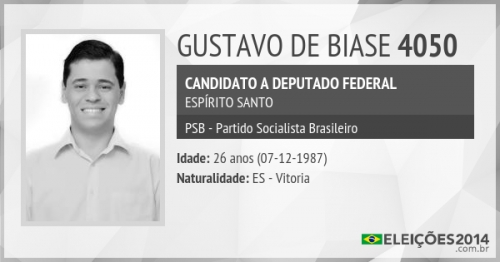 GUSTAVO DE BIASE 4050
CANDIDATO A DEPUTADO FEDERAL
ESPÍRITO SANTO
PSB - Partido Socialista Brasileiro
Idade: 26 anos (07-12-1987)
Naturalidade: ES - Vitoria
ELEIÇÕES2014
.com.br